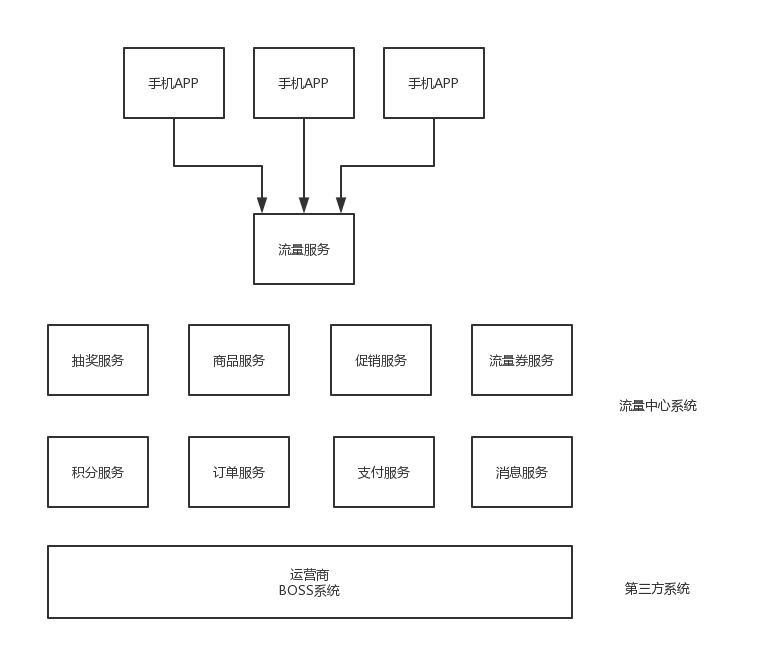 手机APP
手机APP
手机APP
流量服务
抽奖服务
商品服务
促销服务
流量券服务
流量中心系统
积分服务
订单服务
支付服务
消息服务
运营商
BOSS系统
第三方系统